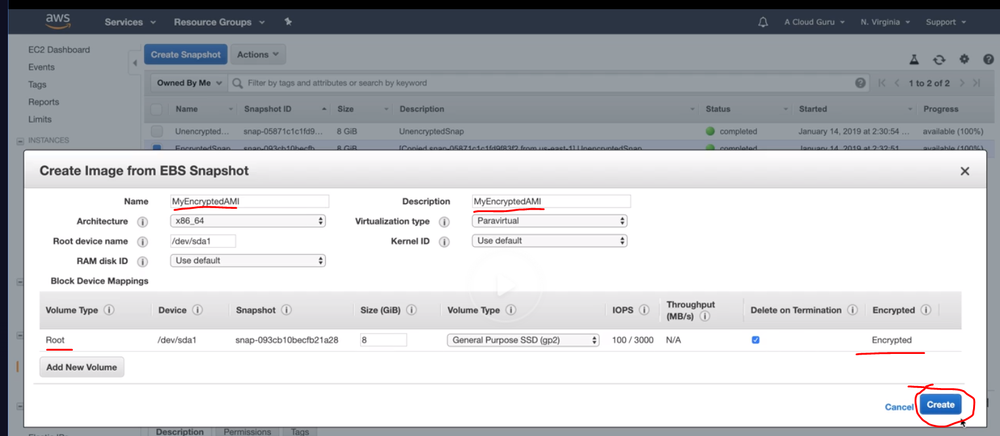 aws Services Resource Groups A Cloud Guru N. Virginia Support
EC2 Dashboard
Events
Tags
Reports
Limits
INSTANCES
Create Snapshot Actions
Owned By Me Filter by tags and attributes or search by keyword 1 to 2 of 2
Name Snapshot ID Size Description Status Started Progress
Unencrypted... snap-05871c1c1fd9... 8 GiB UnencryptedSnap completed January 14, 2019 at 2:30:54 ... available (100%)
EncryptedSnap snap-093cb10becfb 8 GiB [Copied snap-05871c1c1fd9f83f2 from us-east-1] UnencryptedSnap completed January 14, 2019 at 2:32:51 available (100%)
Create Image from EBS Snapshot
Name MyEncryptedAMI Description MyEncryptedAMI
Architecture x86_64 Virtualization type Paravirtual
Root device name /dev/sda1 Kernel ID Use default
RAM disk ID Use default
Block Device Mappings
Volume Type Device Snapshot Size (GiB) Volume Type IOPS Throughput (MB/s) Delete on Termination Encrypted
Root /dev/sda1 snap-093cb10becfb21a28 8 General Purpose SSD (gp2) 100 / 3000 N/A Encrypted
Add New Volume
Cancel Create
Description Permissions Tags